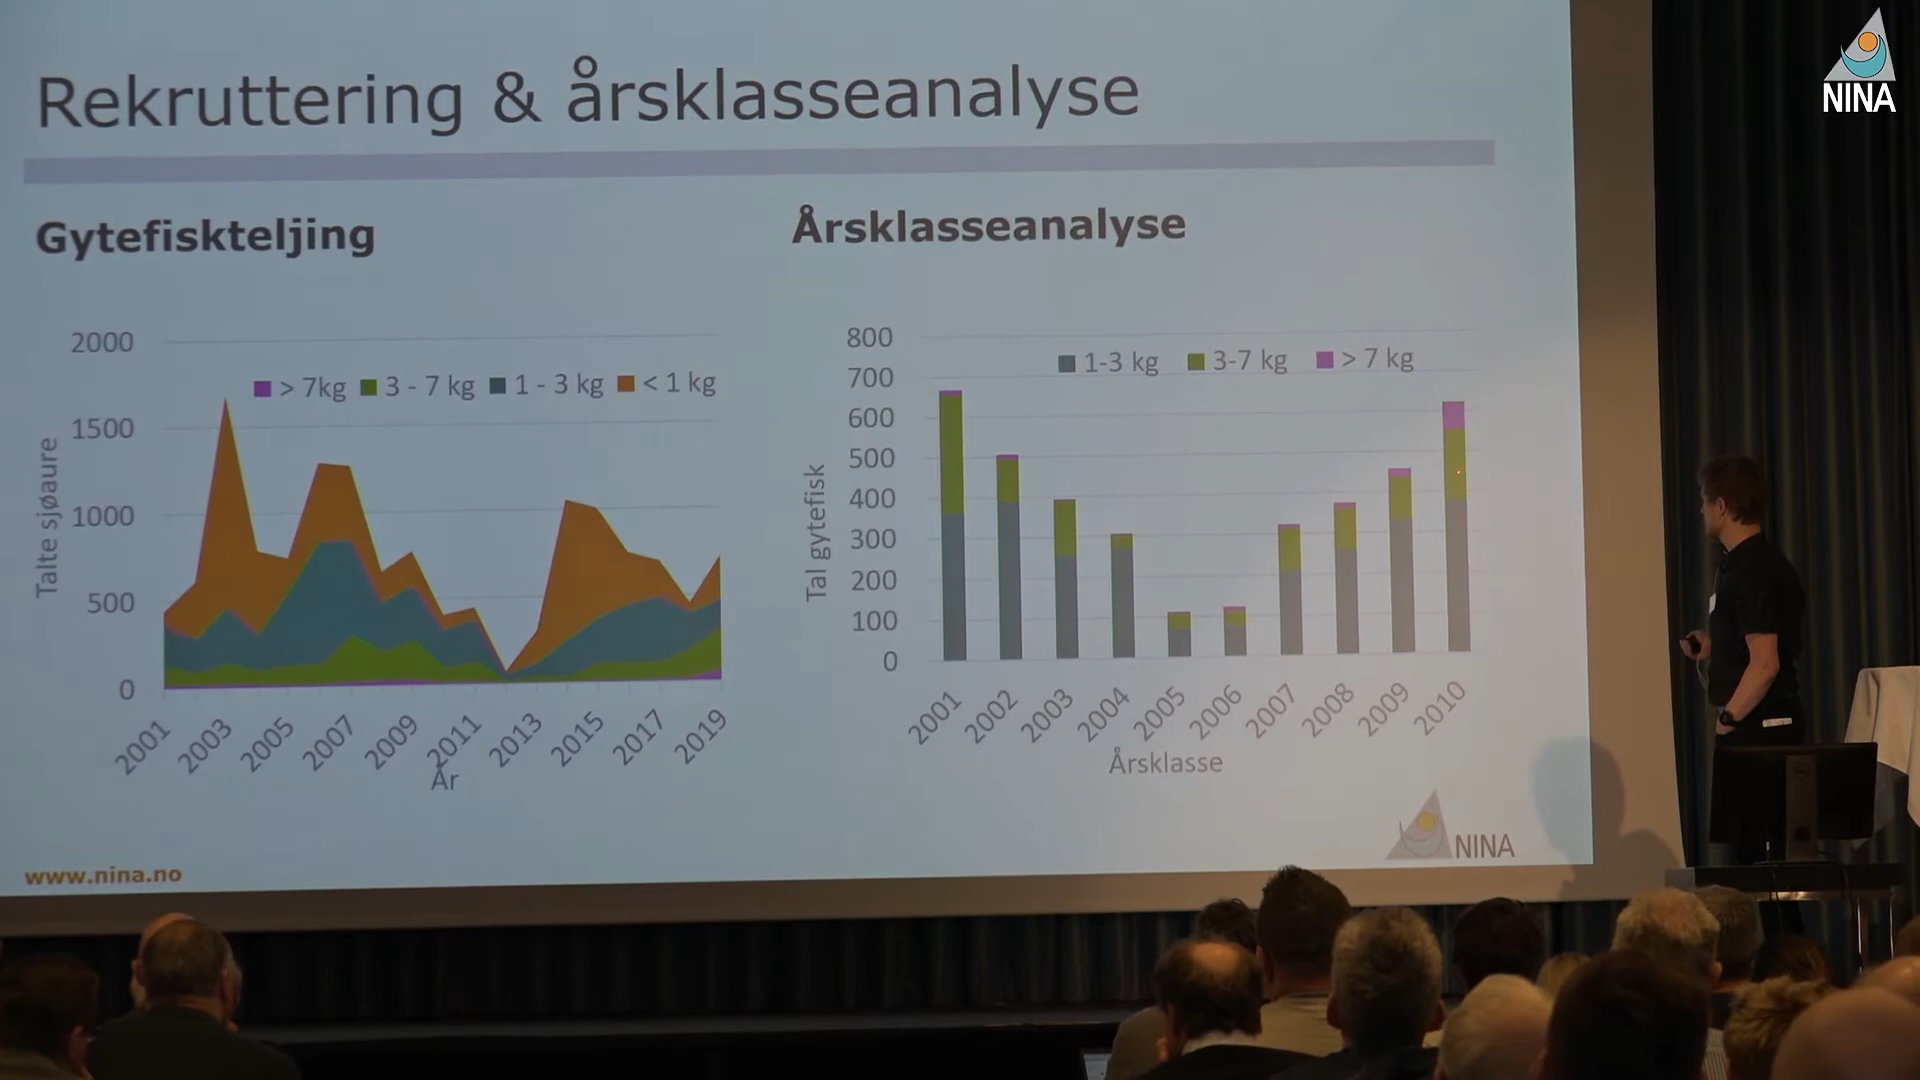 NINA
Rekruttering & årsklasseanalyse
Gytefiskteljing
2000
1500
1000
500
0
Talte sjøaure
> 7kg 3 - 7 kg 1 - 3 kg < 1 kg
2001 2003 2005 2007 2009 2011 2013 2015 2017 2019
År
Årsklasseanalyse
800
700
600
500
400
300
200
100
0
Tal gytefisk
1-3 kg 3-7 kg > 7 kg
2001 2002 2003 2004 2005 2006 2007 2008 2009 2010
Årsklasse
www.nina.no
NINA